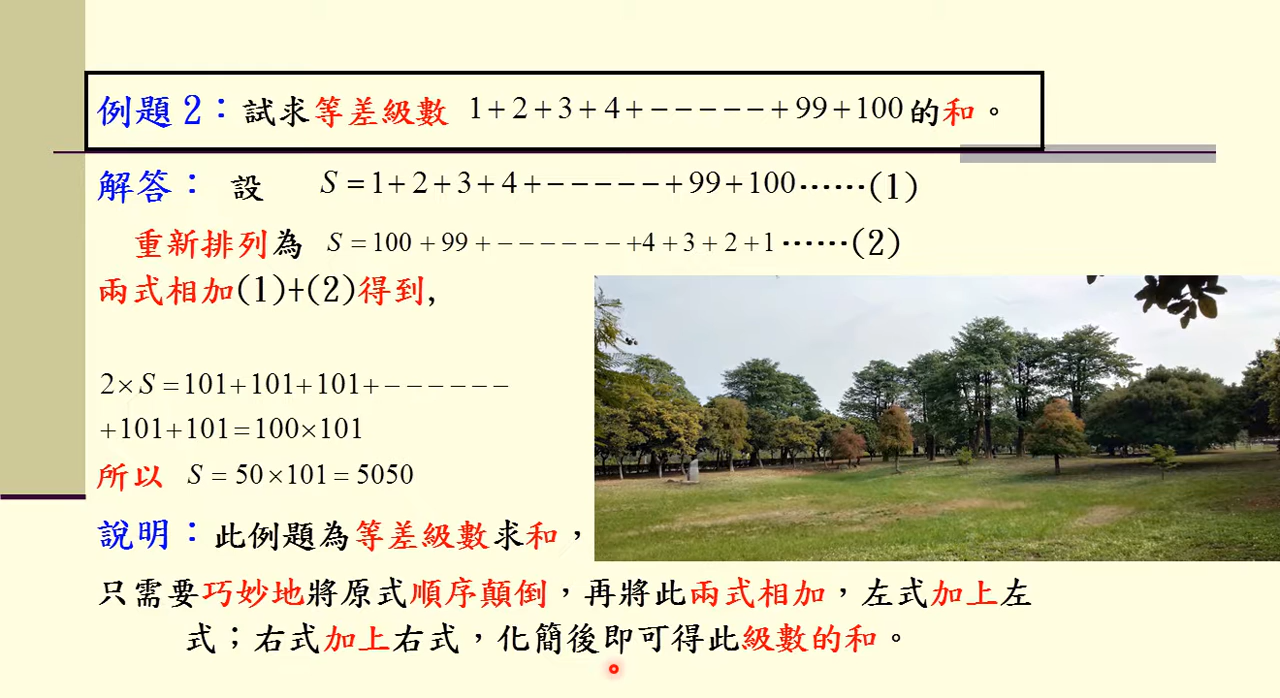 例題 2：試求等差級數 1+2+3+4+－－－－－+99+100 的和。
解答： 設 S=1+2+3+4+－－－－－+99+100……(1)
重新排列為 S=100+99+－－－－－－+4+3+2+1……(2)
兩式相加(1)+(2)得到,
2×S=101+101+101+－－－－－－
+101+101=100×101
所以 S=50×101=5050
說明：此例題為等差級數求和，
只需要巧妙地將原式順序顛倒，再將此兩式相加，左式加上左
式；右式加上右式，化簡後即可得此級數的和。